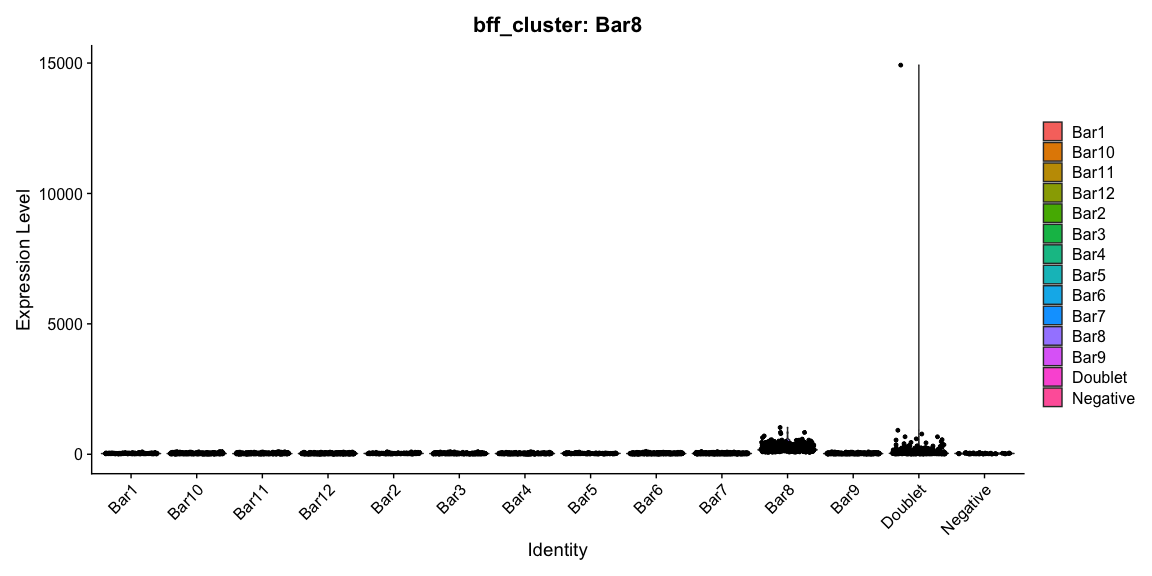 bff_cluster: Bar8
15000
10000
5000
0
Expression Level
Bar1
Bar10
Bar11
Bar12
Bar2
Bar3
Bar4
Bar5
Bar6
Bar7
Bar8
Bar9
Doublet
Negative
Identity
Bar1
Bar10
Bar11
Bar12
Bar2
Bar3
Bar4
Bar5
Bar6
Bar7
Bar8
Bar9
Doublet
Negative